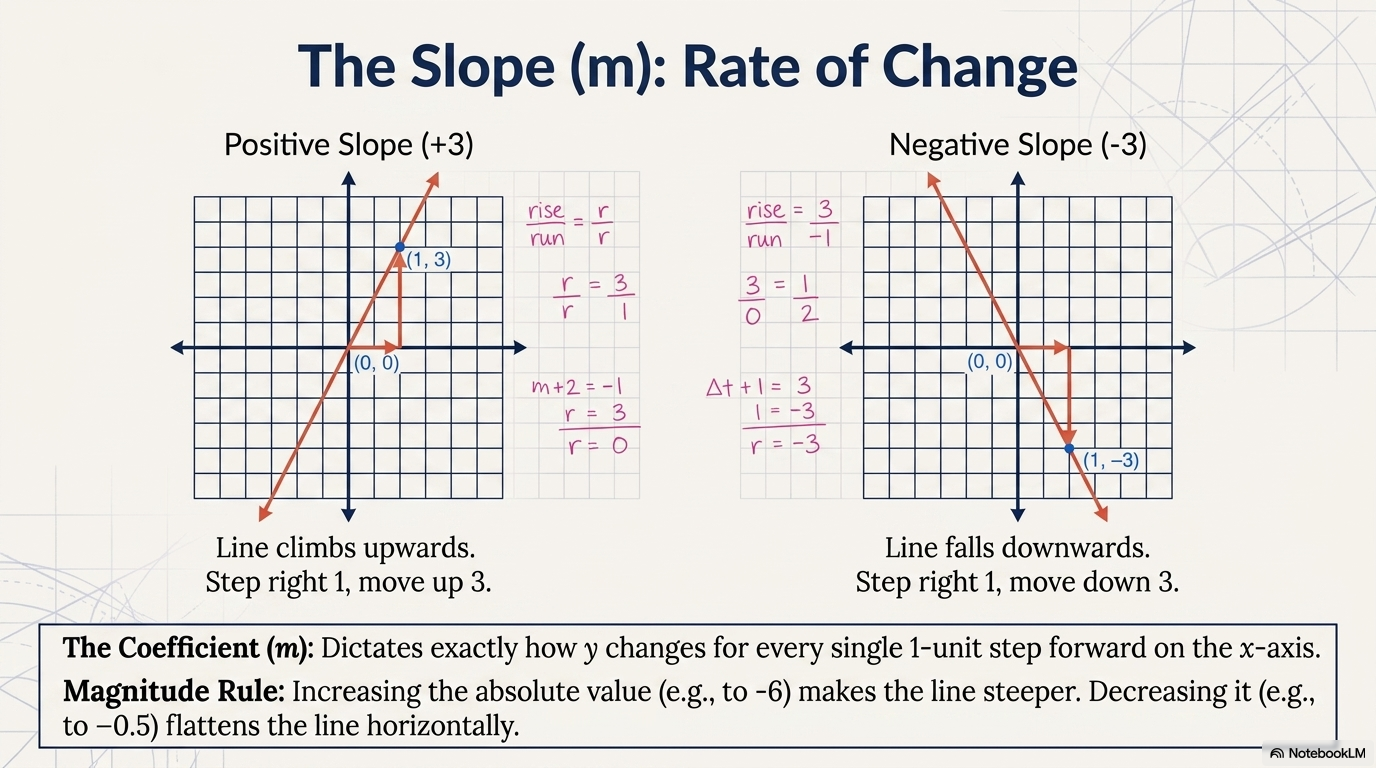 The Slope (m): Rate of Change
Positive Slope (+3)
(1, 3)
(0, 0)
rise/run = r/r
r/r = 3/1
m+2 = -1
r = 3
r = 0
Line climbs upwards.
Step right 1, move up 3.
Negative Slope (-3)
rise/run = 3/-1
3/0 = 1/2
Δt + 1 = 3
1 = -3
r = -3
(0, 0)
(1, –3)
Line falls downwards.
Step right 1, move down 3.
The Coefficient (m): Dictates exactly how y changes for every single 1-unit step forward on the x-axis.
Magnitude Rule: Increasing the absolute value (e.g., to -6) makes the line steeper. Decreasing it (e.g.,
to –0.5) flattens the line horizontally.
NotebookLM